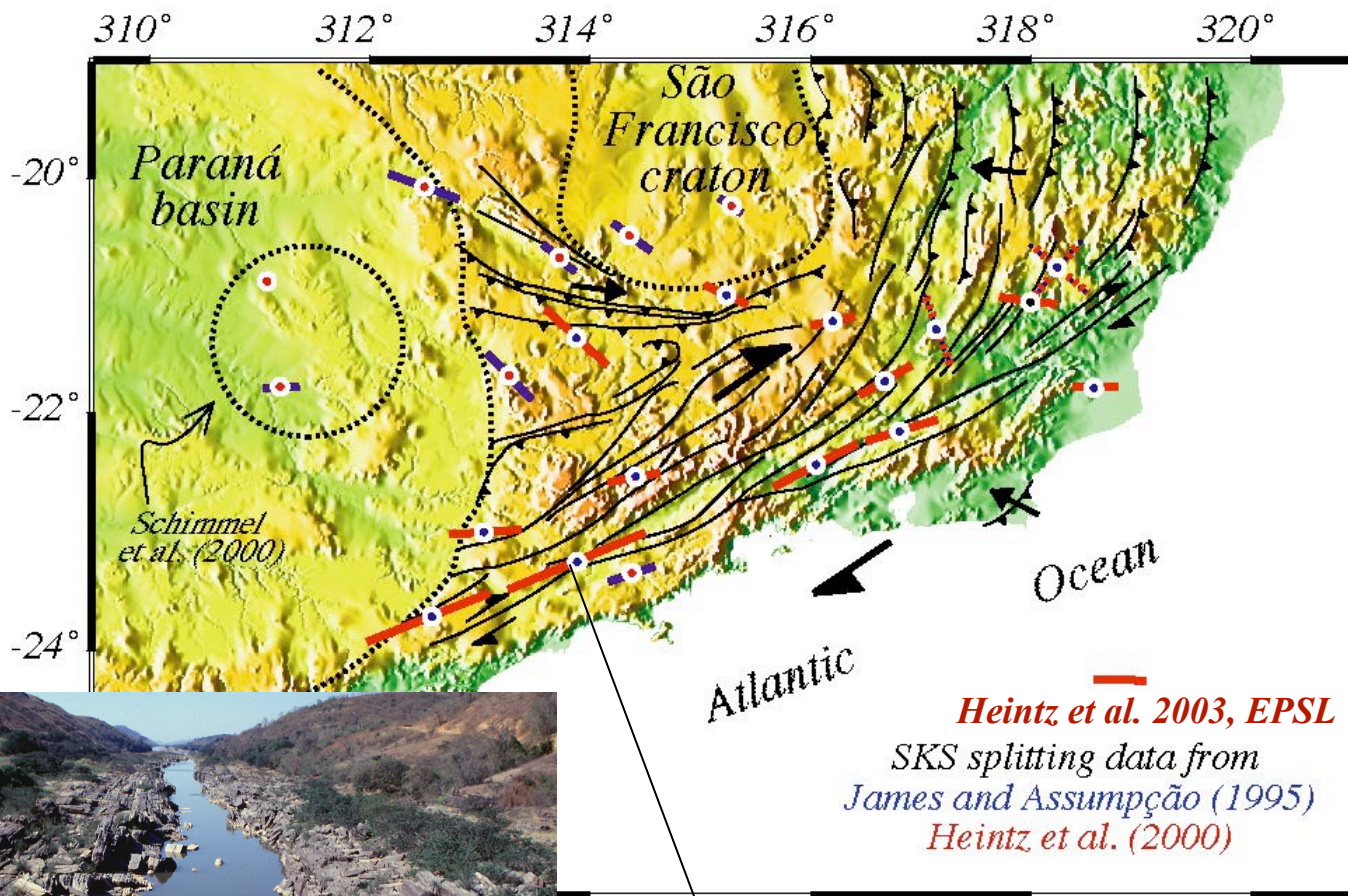 310° 312° 314° 316° 318° 320°
-20°
-22°
-24°
São
Francisco
craton
Paraná
basin
Schimmel
et al. (2000)
Atlantic
Ocean
Heintz et al. 2003, EPSL
SKS splitting data from
James and Assumpção (1995)
Heintz et al. (2000)